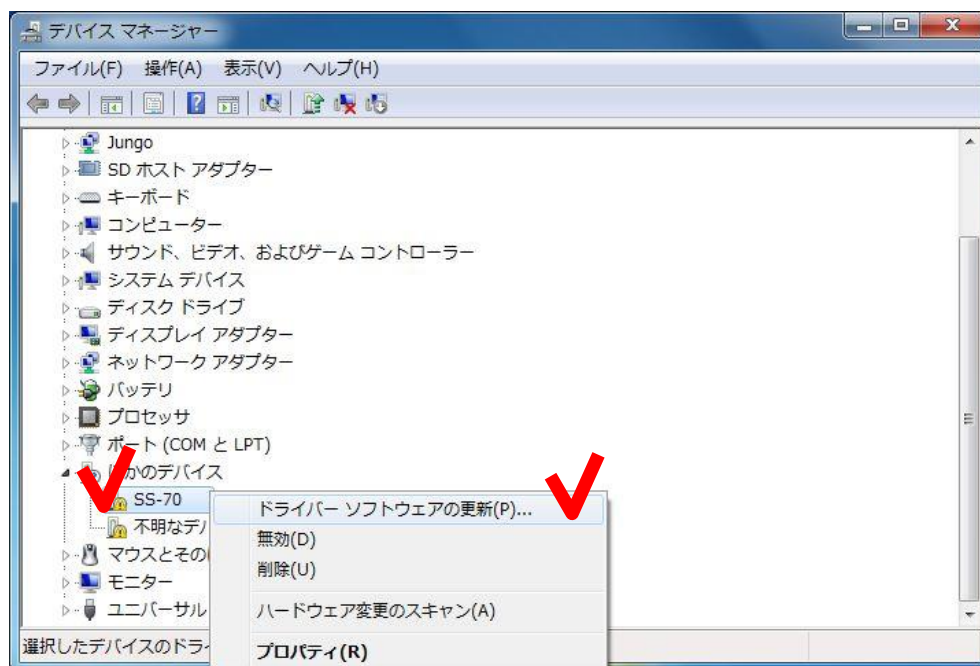 デバイス マネージャー
ファイル(F) 操作(A) 表示(V) ヘルプ(H)
Jungo
SD ホスト アダプター
キーボード
コンピューター
サウンド、ビデオ、およびゲーム コントローラー
システム デバイス
ディスク ドライブ
ディスプレイ アダプター
ネットワーク アダプター
バッテリ
プロセッサ
ポート (COM と LPT)
ほかのデバイス
SS-70
ドライバー ソフトウェアの更新(P)...
不明なデバ
無効(D)
マウスとその
削除(U)
モニター
ユニバーサル
ハードウェア変更のスキャン(A)
選択したデバイスのドラ
プロパティ(R)